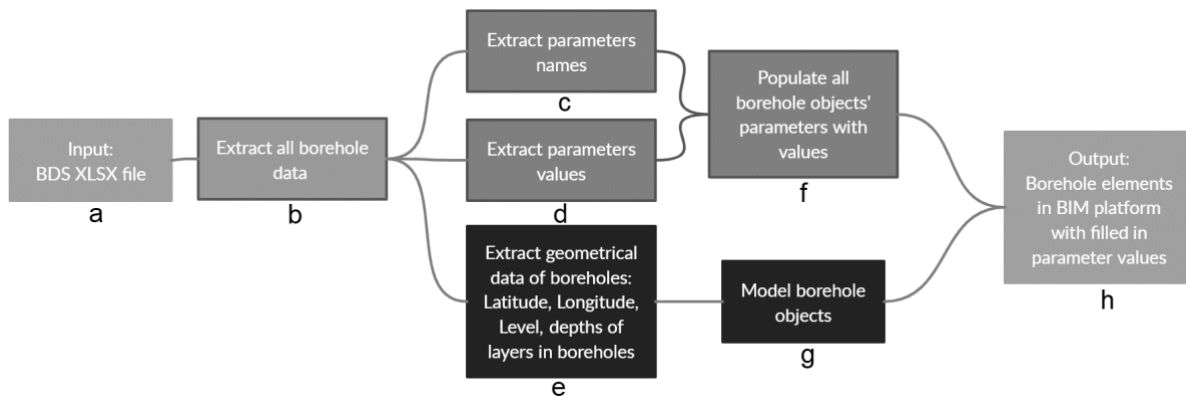 Input:
BDS XLSX file
a
Extract all borehole
data
b
Extract parameters
names
c
Extract parameters
values
d
Extract geometrical
data of boreholes:
Latitude, Longitude,
Level, depths of
layers in boreholes
e
Populate all
borehole objects'
parameters with
values
f
Model borehole
objects
g
Output:
Borehole elements
in BIM platform
with filled in
parameter values
h